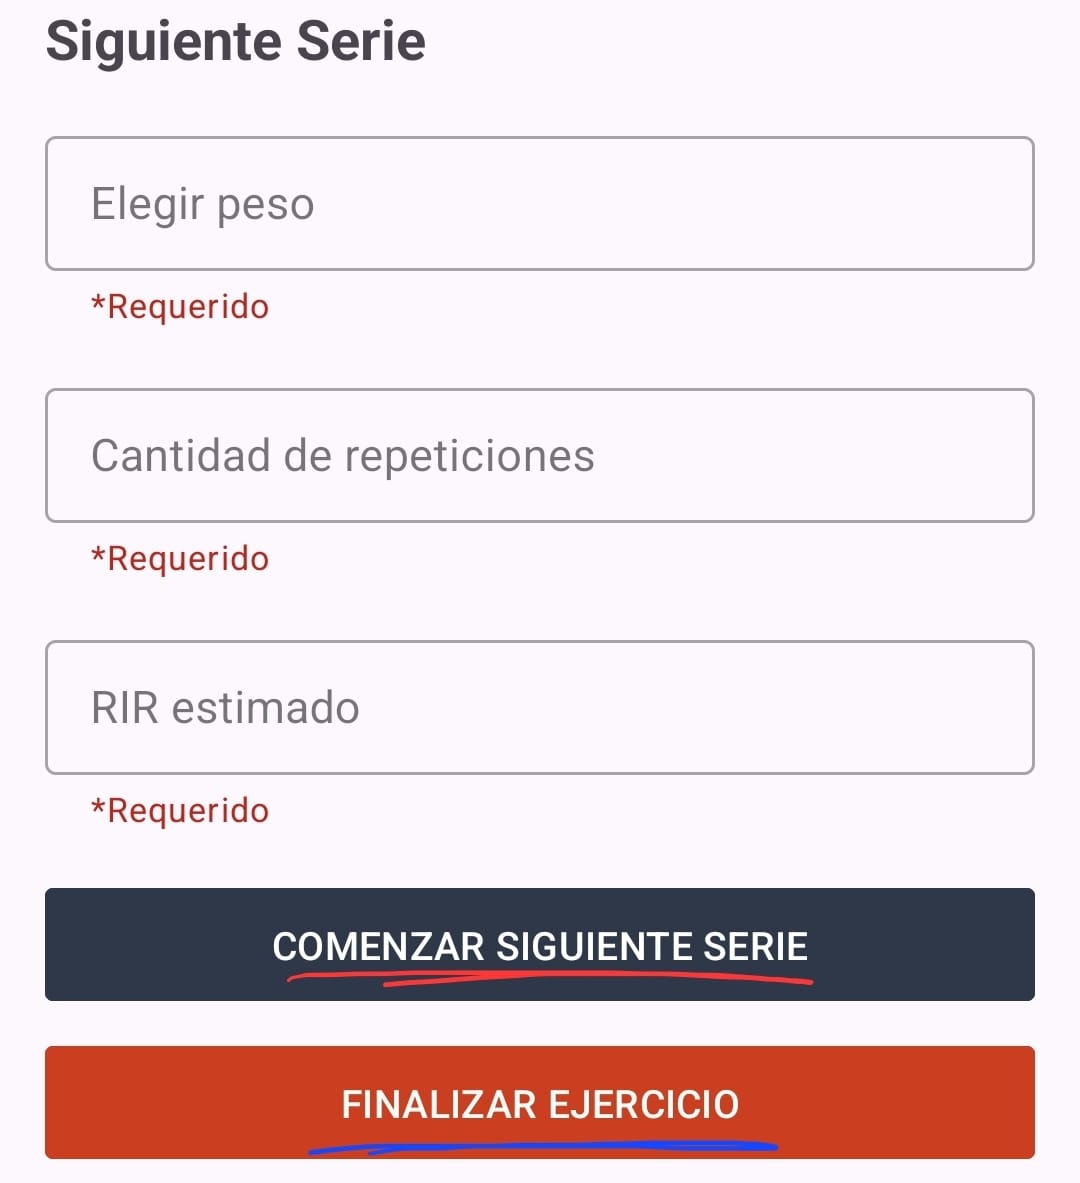 Siguiente Serie
Elegir peso
*Requerido
Cantidad de repeticiones
*Requerido
RIR estimado
*Requerido
COMENZAR SIGUIENTE SERIE
FINALIZAR EJERCICIO